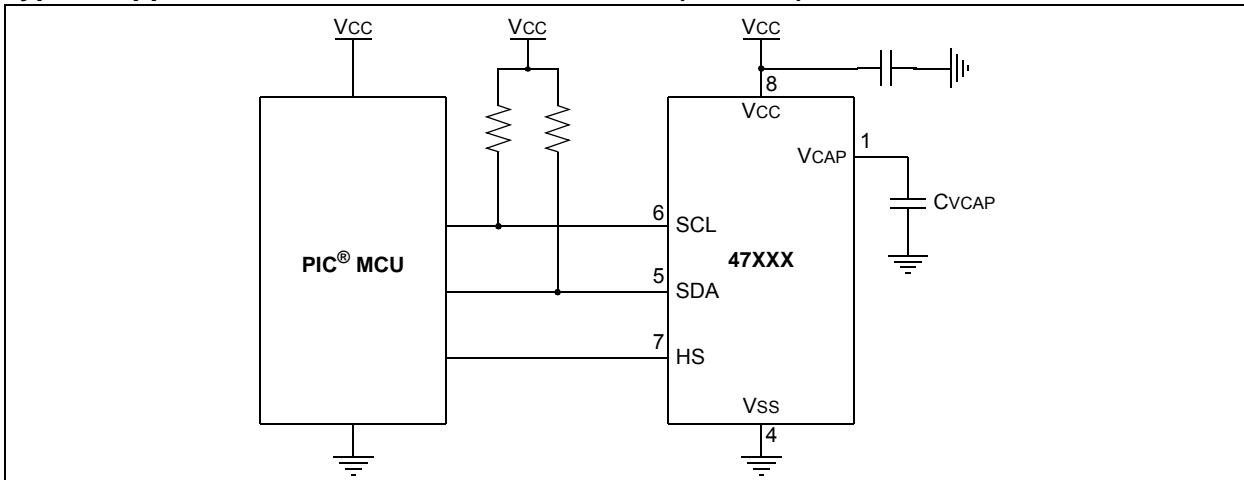 VCC
VCC
VCC
8
VCC
VCAP
1
CVCAP
6
SCL
PIC® MCU
47XXX
5
SDA
7
HS
VSS
4